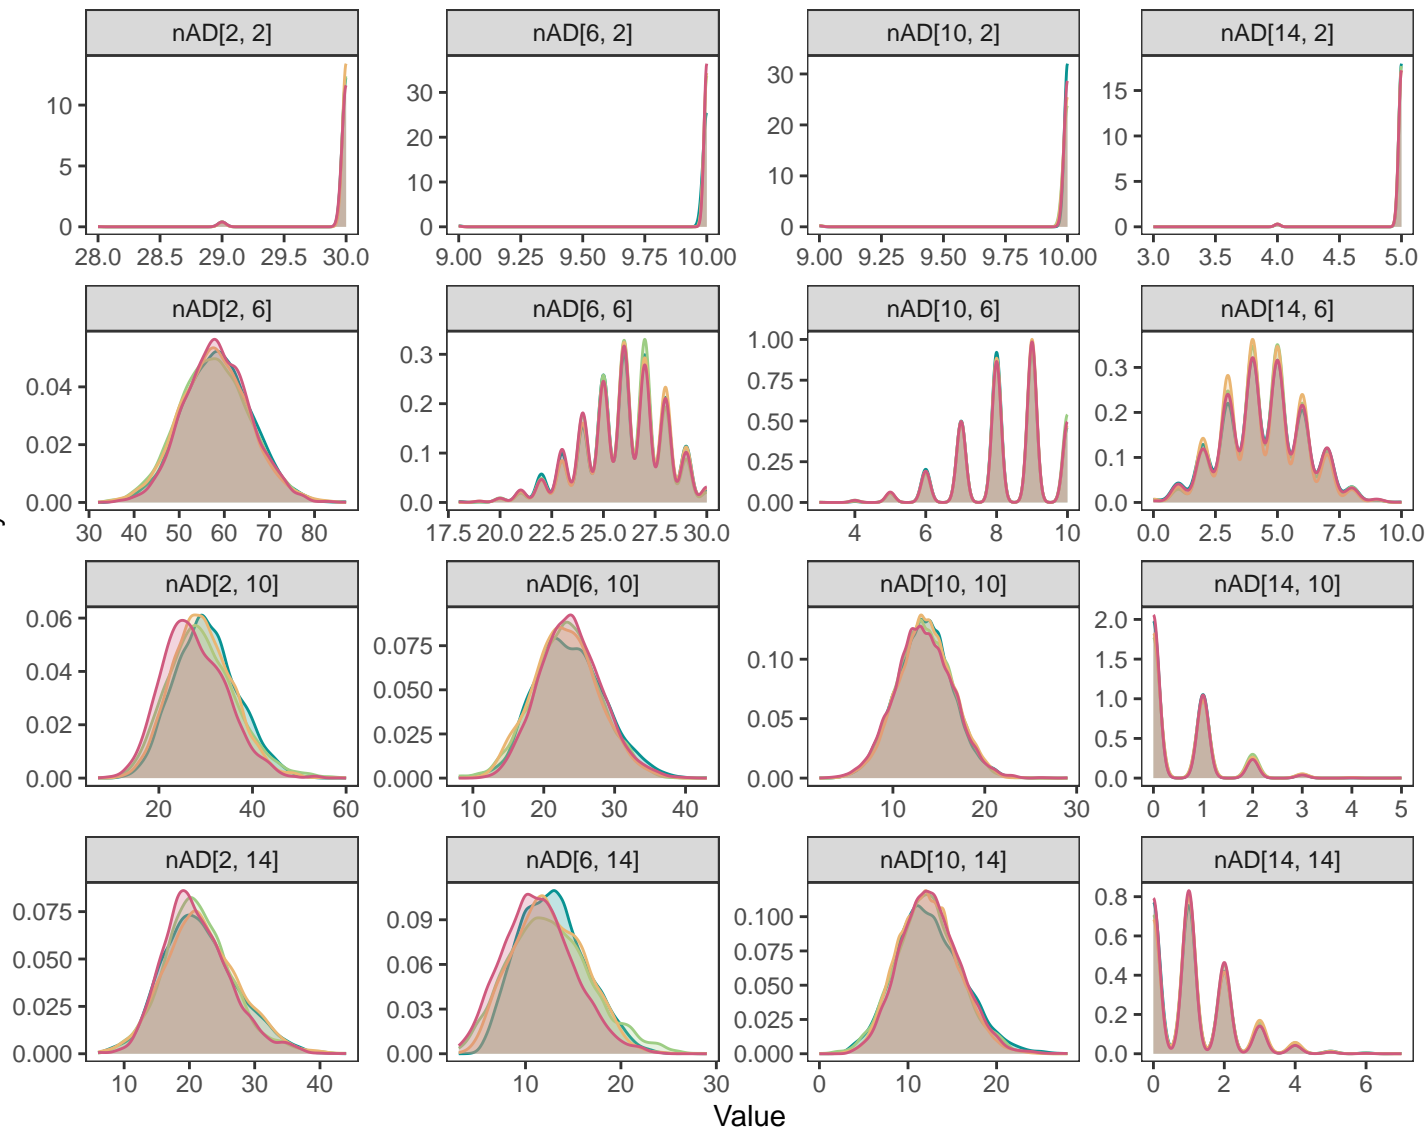 nAD[2, 2] nAD[6, 2] nAD[10, 2] nAD[14, 2]
10 5 0 30 20 10 0 30 20 10 0 15 10 5 0
28.0 28.5 29.0 29.5 30.0 9.00 9.25 9.50 9.75 10.00 9.00 9.25 9.50 9.75 10.00 3.0 3.5 4.0 4.5 5.0
nAD[2, 6] nAD[6, 6] nAD[10, 6] nAD[14, 6]
0.04 0.02 0.00 0.3 0.2 0.1 0.0 1.00 0.75 0.50 0.25 0.00 0.3 0.2 0.1 0.0
30 40 50 60 70 80 17.5 20.0 22.5 25.0 27.5 30.0 4 6 8 10 0.0 2.5 5.0 7.5 10.0
nAD[2, 10] nAD[6, 10] nAD[10, 10] nAD[14, 10]
0.06 0.04 0.02 0.00 0.075 0.050 0.025 0.000 0.10 0.05 0.00 2.0 1.5 1.0 0.5 0.0
20 40 60 10 20 30 40 10 20 30 0 1 2 3 4 5
nAD[2, 14] nAD[6, 14] nAD[10, 14] nAD[14, 14]
0.075 0.050 0.025 0.000 0.09 0.06 0.03 0.00 0.100 0.075 0.050 0.025 0.000 0.8 0.6 0.4 0.2 0.0
10 20 30 40 10 20 30 0 10 20 0 2 4 6
Value